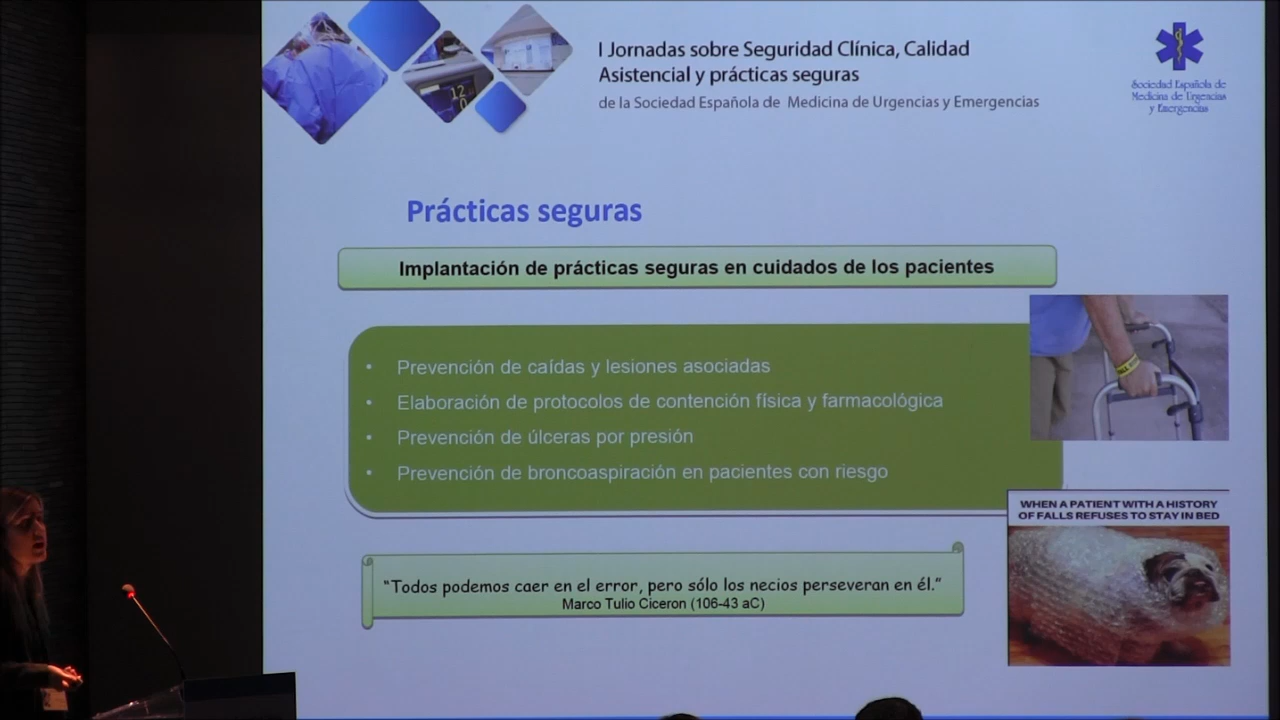 I Jornadas sobre Seguridad Clínica, Calidad
Asistencial y prácticas seguras
de la Sociedad Española de Medicina de Urgencias y Emergencias
Sociedad Española de
Medicina de Urgencias
y Emergencias
12
0
Prácticas seguras
Implantación de prácticas seguras en cuidados de los pacientes
• Prevención de caídas y lesiones asociadas
• Elaboración de protocolos de contención física y farmacológica
• Prevención de úlceras por presión
• Prevención de broncoaspiración en pacientes con riesgo
WHEN A PATIENT WITH A HISTORY
OF FALLS REFUSES TO STAY IN BED
“Todos podemos caer en el error, pero sólo los necios perseveran en él.”
Marco Tulio Ciceron (106-43 aC)